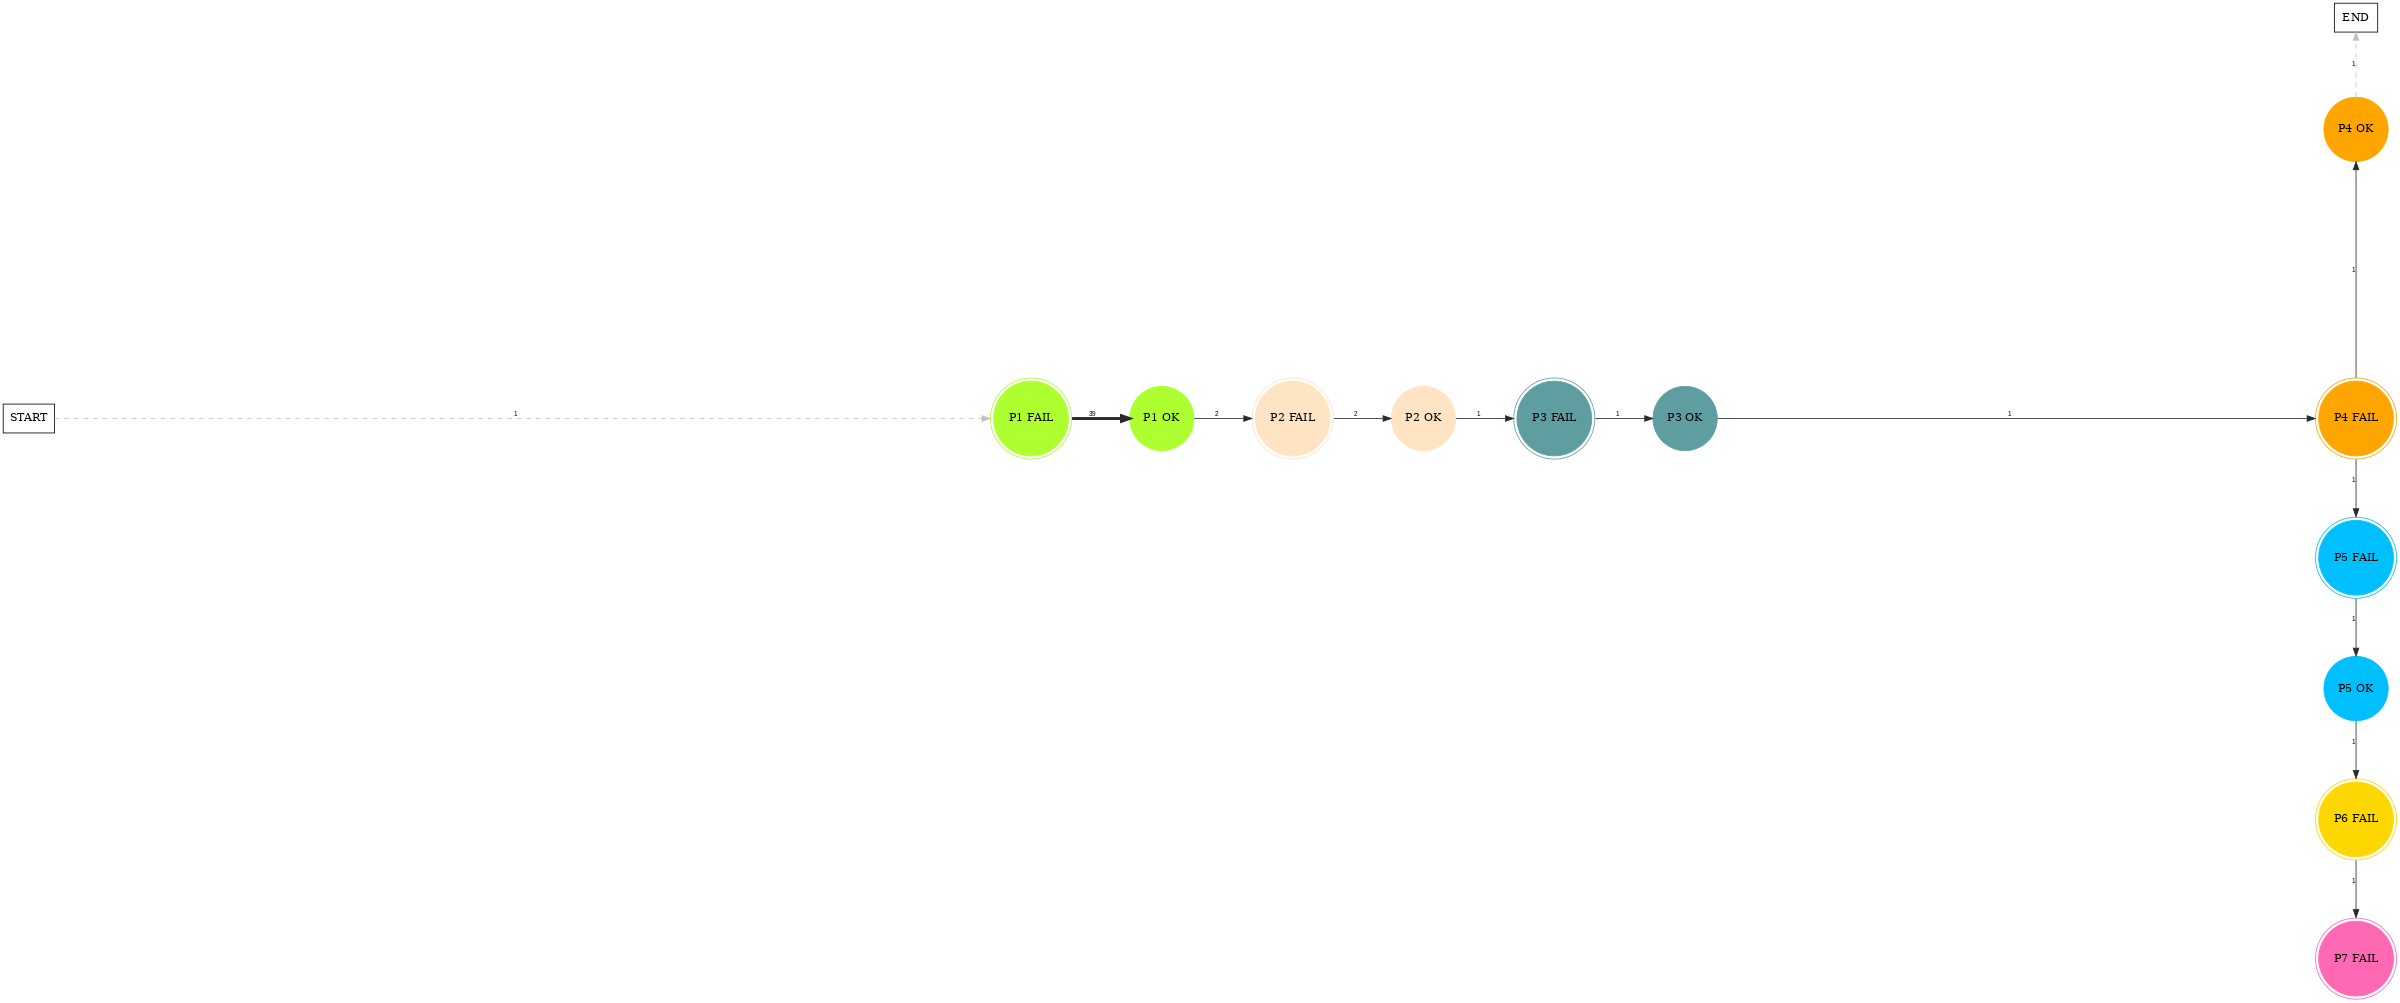 END
1
P4 OK
1
START
1
P1 FAIL
39
P1 OK
2
P2 FAIL
2
P2 OK
1
P3 FAIL
1
P3 OK
1
P4 FAIL
1
P5 FAIL
1
P5 OK
1
P6 FAIL
1
P7 FAIL